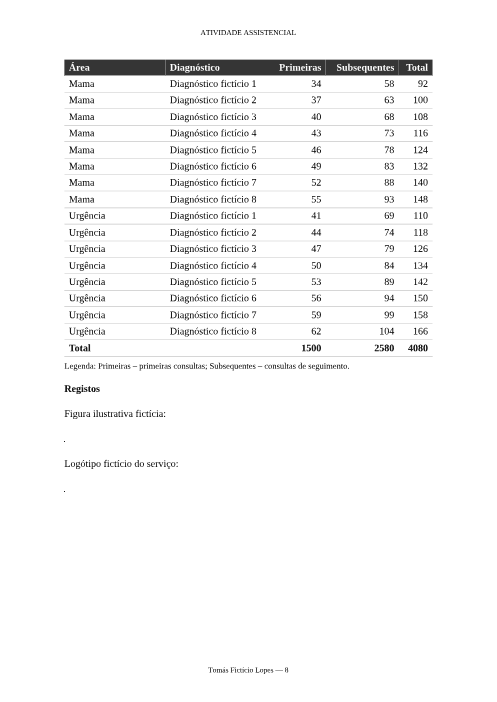 ATIVIDADE ASSISTENCIAL
Área Diagnóstico Primeiras Subsequentes Total
Mama Diagnóstico fictício 1 34 58 92
Mama Diagnóstico fictício 2 37 63 100
Mama Diagnóstico fictício 3 40 68 108
Mama Diagnóstico fictício 4 43 73 116
Mama Diagnóstico fictício 5 46 78 124
Mama Diagnóstico fictício 6 49 83 132
Mama Diagnóstico fictício 7 52 88 140
Mama Diagnóstico fictício 8 55 93 148
Urgência Diagnóstico fictício 1 41 69 110
Urgência Diagnóstico fictício 2 44 74 118
Urgência Diagnóstico fictício 3 47 79 126
Urgência Diagnóstico fictício 4 50 84 134
Urgência Diagnóstico fictício 5 53 89 142
Urgência Diagnóstico fictício 6 56 94 150
Urgência Diagnóstico fictício 7 59 99 158
Urgência Diagnóstico fictício 8 62 104 166
Total 1500 2580 4080
Legenda: Primeiras – primeiras consultas; Subsequentes – consultas de seguimento.
Registos
Figura ilustrativa fictícia:
.
Logótipo fictício do serviço:
.
Tomás Fictício Lopes — 8